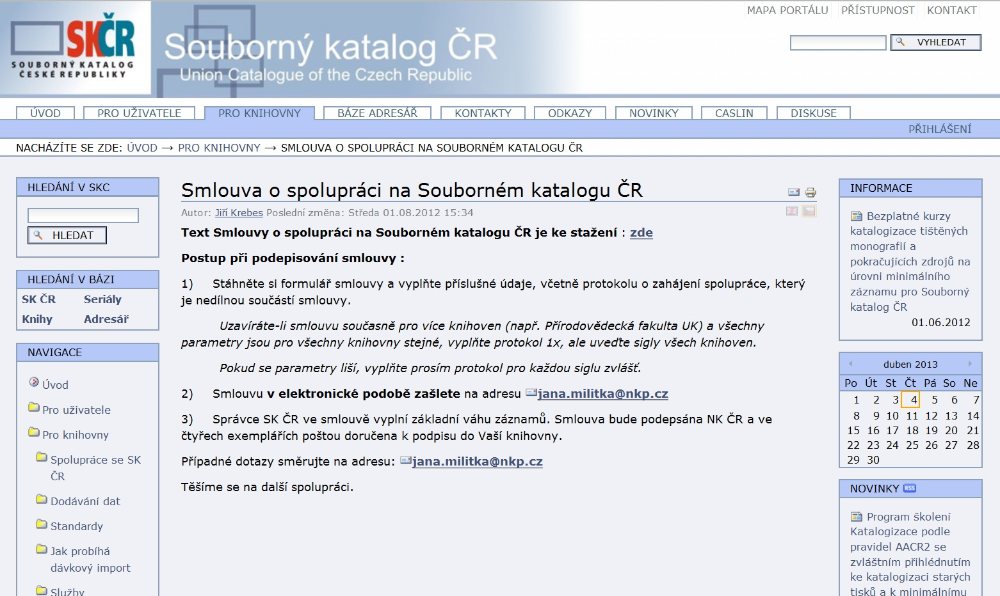 MAPA PORTÁLU PŘÍSTUPNOST KONTAKT
SKČR
SOUBORNÝ KATALOG
ČESKÉ REPUBLIKY
Souborný katalog ČR
Union Catalogue of the Czech Republic
VYHLEDAT
ÚVOD PRO UŽIVATELE PRO KNIHOVNY BÁZE ADRESÁŘ KONTAKTY ODKAZY NOVINKY CASLIN DISKUSE
PŘIHLÁŠENÍ
NACHÁZÍTE SE ZDE: ÚVOD → PRO KNIHOVNY → SMLOUVA O SPOLUPRÁCI NA SOUBORNÉM KATALOGU ČR
HLEDÁNÍ V SKC
HLEDAT
HLEDÁNÍ V BÁZI
SK ČR Seriály
Knihy Adresář
NAVIGACE
Úvod
Pro uživatele
Pro knihovny
Spolupráce se SK
ČR
Dodávání dat
Standardy
Jak probíhá
dávkový import
Služby
Smlouva o spolupráci na Souborném katalogu ČR
Autor: Jiří Krebes Poslední změna: Středa 01.08.2012 15:34
Text Smlouvy o spolupráci na Souborném katalogu ČR je ke stažení : zde
Postup při podepisování smlouvy :
1) Stáhněte si formulář smlouvy a vyplňte příslušné údaje, včetně protokolu o zahájení spolupráce, který
je nedílnou součástí smlouvy.
Uzavíráte-li smlouvu současně pro více knihoven (např. Přírodovědecká fakulta UK) a všechny
parametry jsou pro všechny knihovny stejné, vyplňte protokol 1x, ale uveďte sigly všech knihoven.
Pokud se parametry liší, vyplňte prosím protokol pro každou siglu zvlášť.
2) Smlouvu v elektronické podobě zašlete na adresu jana.militka@nkp.cz
3) Správce SK ČR ve smlouvě vyplní základní váhu záznamů. Smlouva bude podepsána NK ČR a ve
čtyřech exemplářích poštou doručena k podpisu do Vaší knihovny.
Případné dotazy směrujte na adresu: jana.militka@nkp.cz
Těšíme se na další spolupráci.
INFORMACE
Bezplatné kurzy
katalogizace tištěných
monografií a
pokračujících zdrojů na
úrovni minimálního
záznamu pro Souborný
katalog ČR
01.06.2012
duben 2013
Po Út St Čt Pá So Ne
1 2 3 4 5 6 7
8 9 10 11 12 13 14
15 16 17 18 19 20 21
22 23 24 25 26 27 28
29 30
NOVINKY RSS
Program školení
Katalogizace podle
pravidel AACR2 se
zvláštním přihlédnutím
ke katalogizaci starých
tisků a k minimálnímu